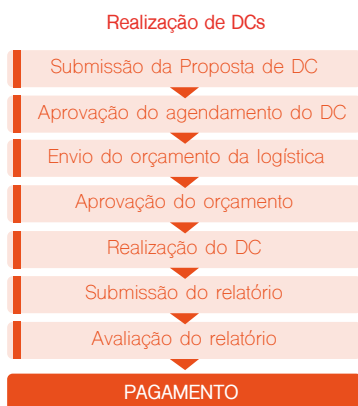 Realização de DCs
Submissão da Proposta de DC
Aprovação do agendamento do DC
Envio do orçamento da logística
Aprovação do orçamento
Realização do DC
Submissão do relatório
Avaliação do relatório
PAGAMENTO